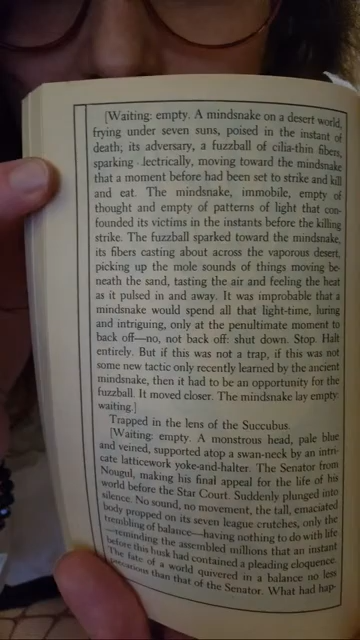 [Waiting: empty. A mindsnake on a desert world,
frying under seven suns, poised in the instant of
death; its adversary, a fuzzball of cilia-thin fibers,
sparking lectrically, moving toward the mindsnake
that a moment before had been set to strike and kill
and eat. The mindsnake, immobile, empty of
thought and empty of patterns of light that con-
founded its victims in the instants before the killing
strike. The fuzzball sparked toward the mindsnake,
its fibers casting about across the vaporous desert,
picking up the mole sounds of things moving be-
neath the sand, tasting the air and feeling the heat
as it pulsed in and away. It was improbable that a
mindsnake would spend all that light-time, luring
and intriguing, only at the penultimate moment to
back off—no, not back off: shut down. Stop. Halt
entirely. But if this was not a trap, if this was not
some new tactic only recently learned by the ancient
mindsnake, then it had to be an opportunity for the
fuzzball. It moved closer. The mindsnake lay empty:
waiting.]
Trapped in the lens of the Succubus.
[Waiting: empty. A monstrous head, pale blue
and veined, supported atop a swan-neck by an intri-
cate latticework yoke-and-halter. The Senator from
Nougul, making his final appeal for the life of his
world before the Star Court. Suddenly plunged into
silence. No sound, no movement, the tall, emaciated
body propped on its seven league crutches, only the
trembling of balance—having nothing to do with life
—reminding the assembled millions that an instant
before this husk had contained a pleading eloquence.
The fate of a world quivered in a balance no less
precarious than that of the Senator. What had hap-